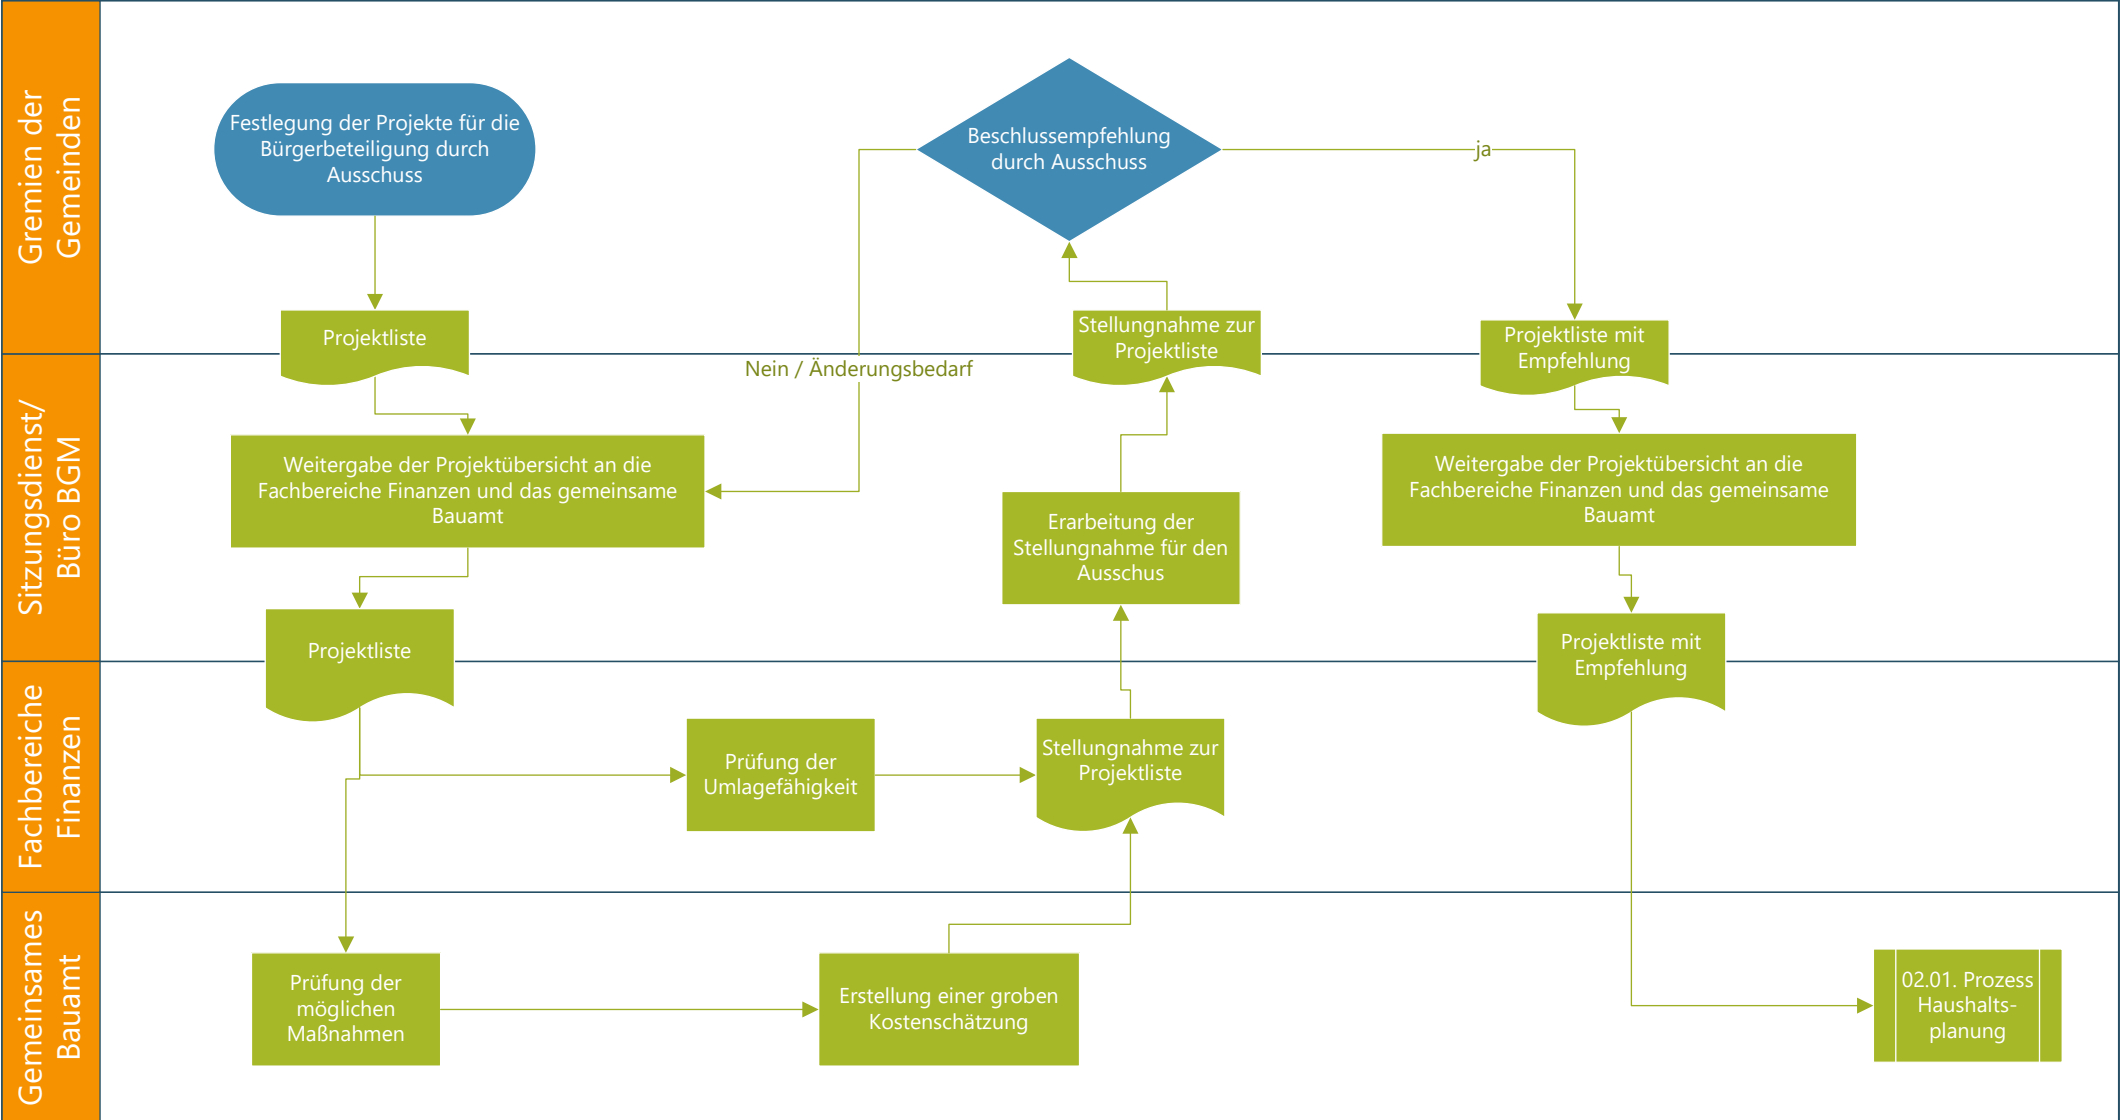 Gremien der
Gemeinden
Festlegung der Projekte für die
Bürgerbeteiligung durch
Ausschuss
Beschlussempfehlung
durch Ausschuss
ja
Projektliste
Stellungnahme zur
Projektliste
Projektliste mit
Empfehlung
Nein / Änderungsbedarf
Sitzungsdienst/
Büro BGM
Weitergabe der Projektübersicht an die
Fachbereiche Finanzen und das gemeinsame
Bauamt
Erarbeitung der
Stellungnahme für den
Ausschus
Weitergabe der Projektübersicht an die
Fachbereiche Finanzen und das gemeinsame
Bauamt
Projektliste
Projektliste mit
Empfehlung
Fachbereiche
Finanzen
Prüfung der
Umlagefähigkeit
Stellungnahme zur
Projektliste
Gemeinsames
Bauamt
Prüfung der
möglichen
Maßnahmen
Erstellung einer groben
Kostenschätzung
02.01. Prozess
Haushalts-
planung